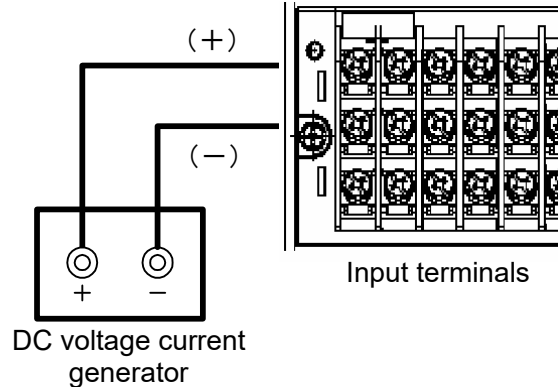 (+)
(−)
Input terminals
+ −
DC voltage current
generator